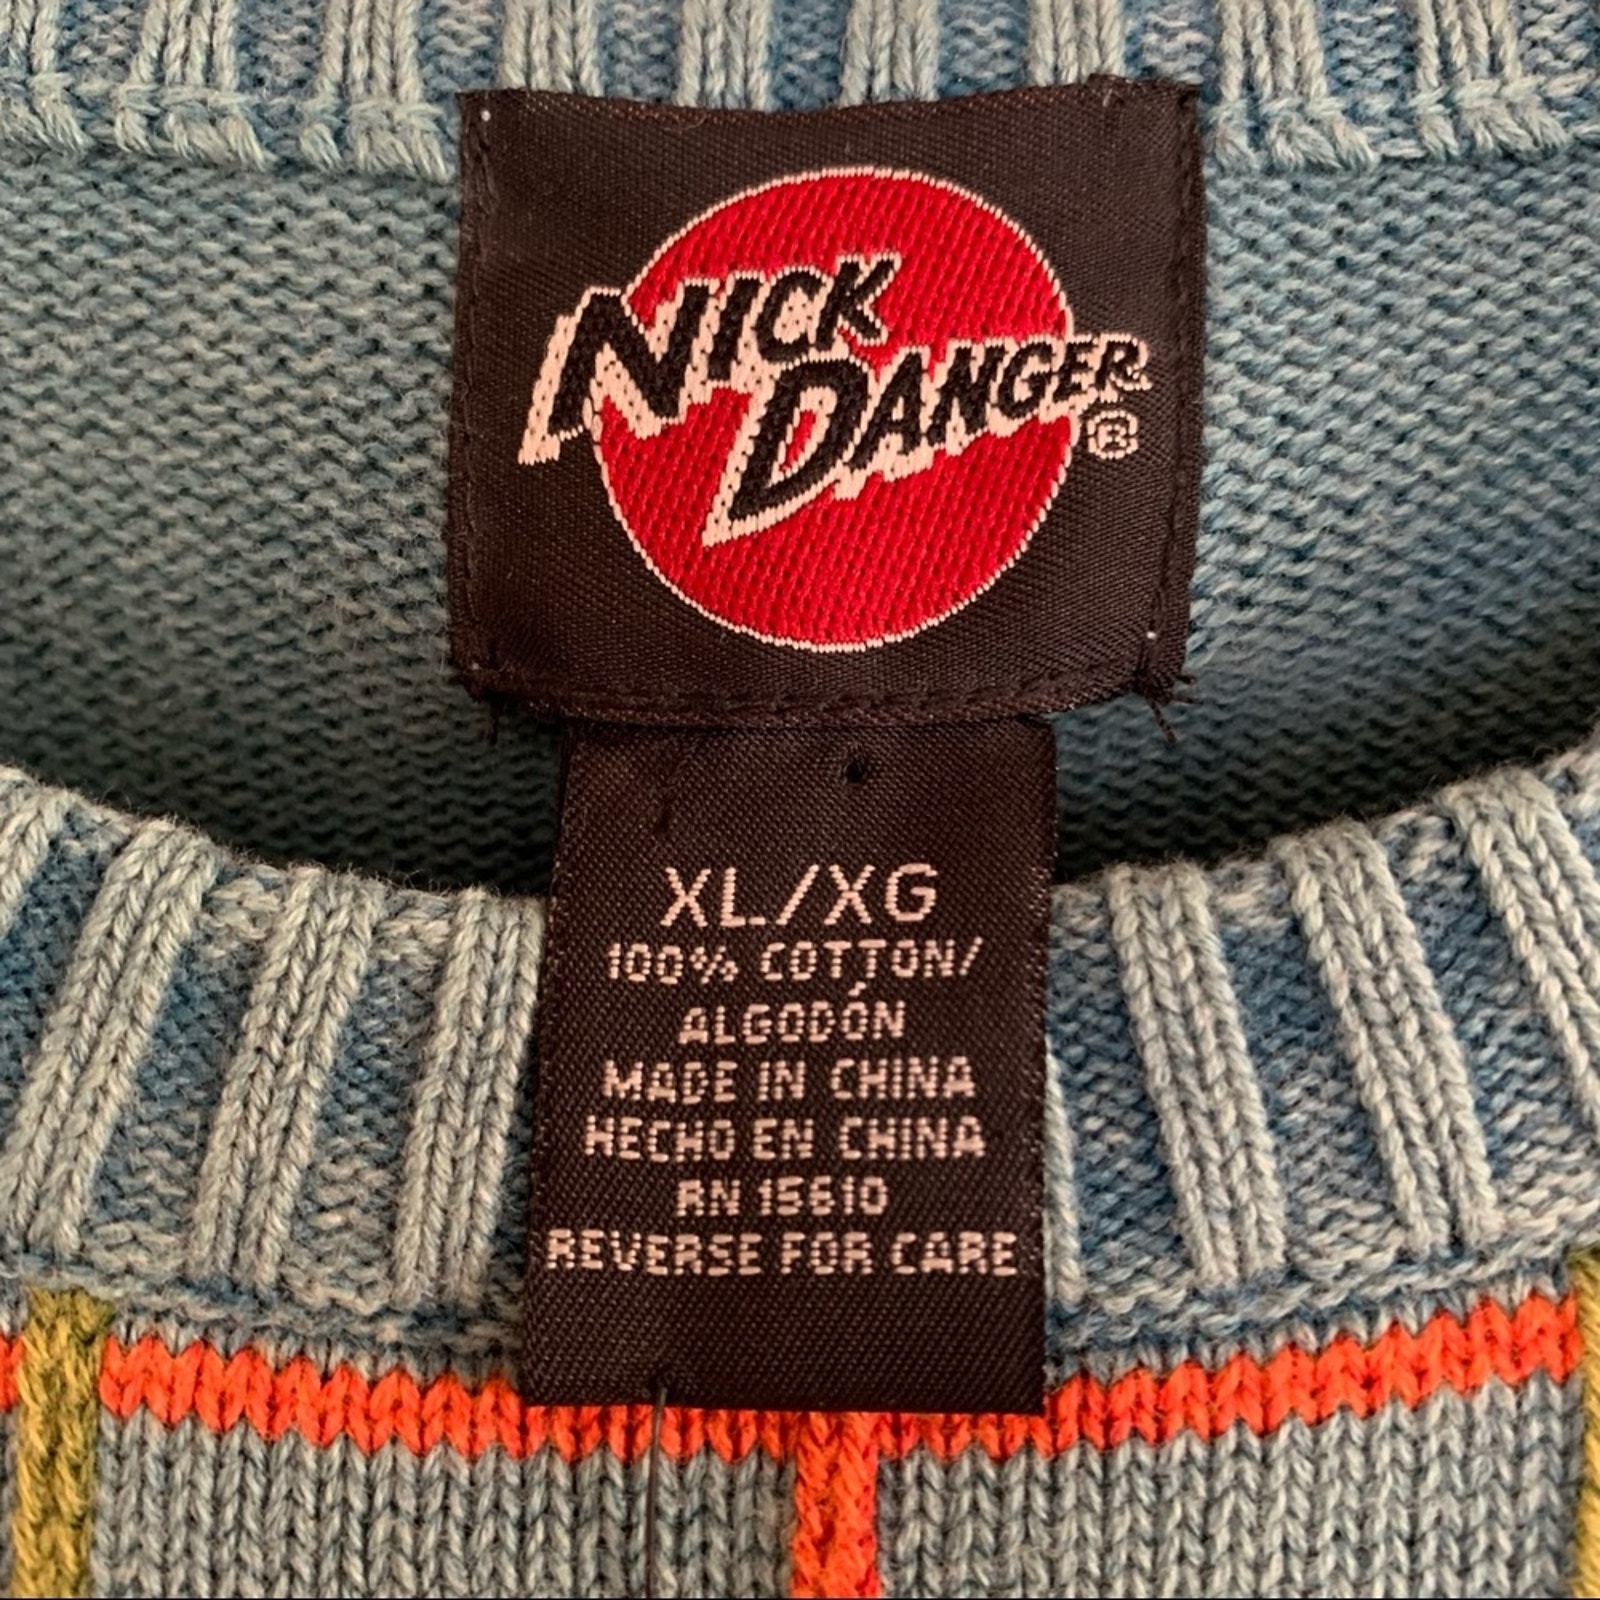 NICK
DANGER
®
XL/XG
100% COTTON/
ALGODÓN
MADE IN CHINA
HECHO EN CHINA
RN 15610
REVERSE FOR CARE